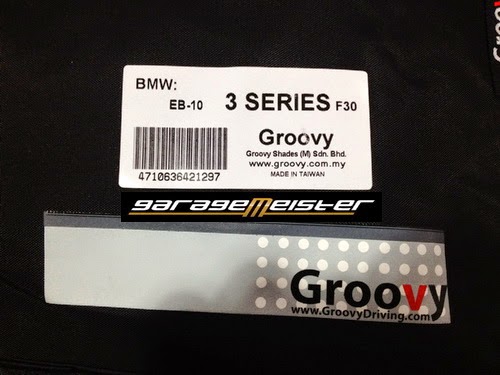 BMW:
EB-10 3 SERIES F30
Groovy
Groovy Shades (M) Sdn. Bhd.
www.groovy.com.my
4710636421297
MADE IN TAIWAN
garagemeister
Groovy
www.GroovyDriving.com